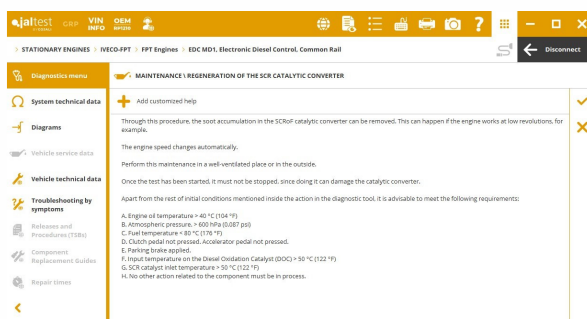 jaltest
GRP
VIN INFO
OEM
?
> STATIONARY ENGINES > IVECO-FPT > FPT Engines > EDC MD1, Electronic Diesel Control, Common Rail
Disconnect
Diagnostics menu
MAINTENANCE \ REGENERATION OF THE SCR CATALYTIC CONVERTER
System technical data
Diagrams
Vehicle service data
Vehicle technical data
Troubleshooting by
symptoms
Releases and
Procedures (TSBs)
Component
Replacement Guides
Repair times
Add customized help
Through this procedure, the soot accumulation in the SCRoF catalytic converter can be removed. This can happen if the engine works at low revolutions, for
example.
The engine speed changes automatically.
Perform this maintenance in a well-ventilated place or in the outside.
Once the test has been started, it must not be stopped, since doing it can damage the catalytic converter.
Apart from the rest of initial conditions mentioned inside the action in the diagnostic tool, it is advisable to meet the following requirements:
A. Engine oil temperature > 40 °C (104 °F)
B. Atmospheric pressure. > 600 hPa (0.087 psi)
C. Fuel temperature < 80 °C (176 °F)
D. Clutch pedal not pressed. Accelerator pedal not pressed.
E. Parking brake applied.
F. Input temperature on the Diesel Oxidation Catalyst (DOC) > 50 °C (122 °F)
G. SCR catalyst inlet temperature > 50 °C (122 °F)
H. No other action related to the component must be in process.